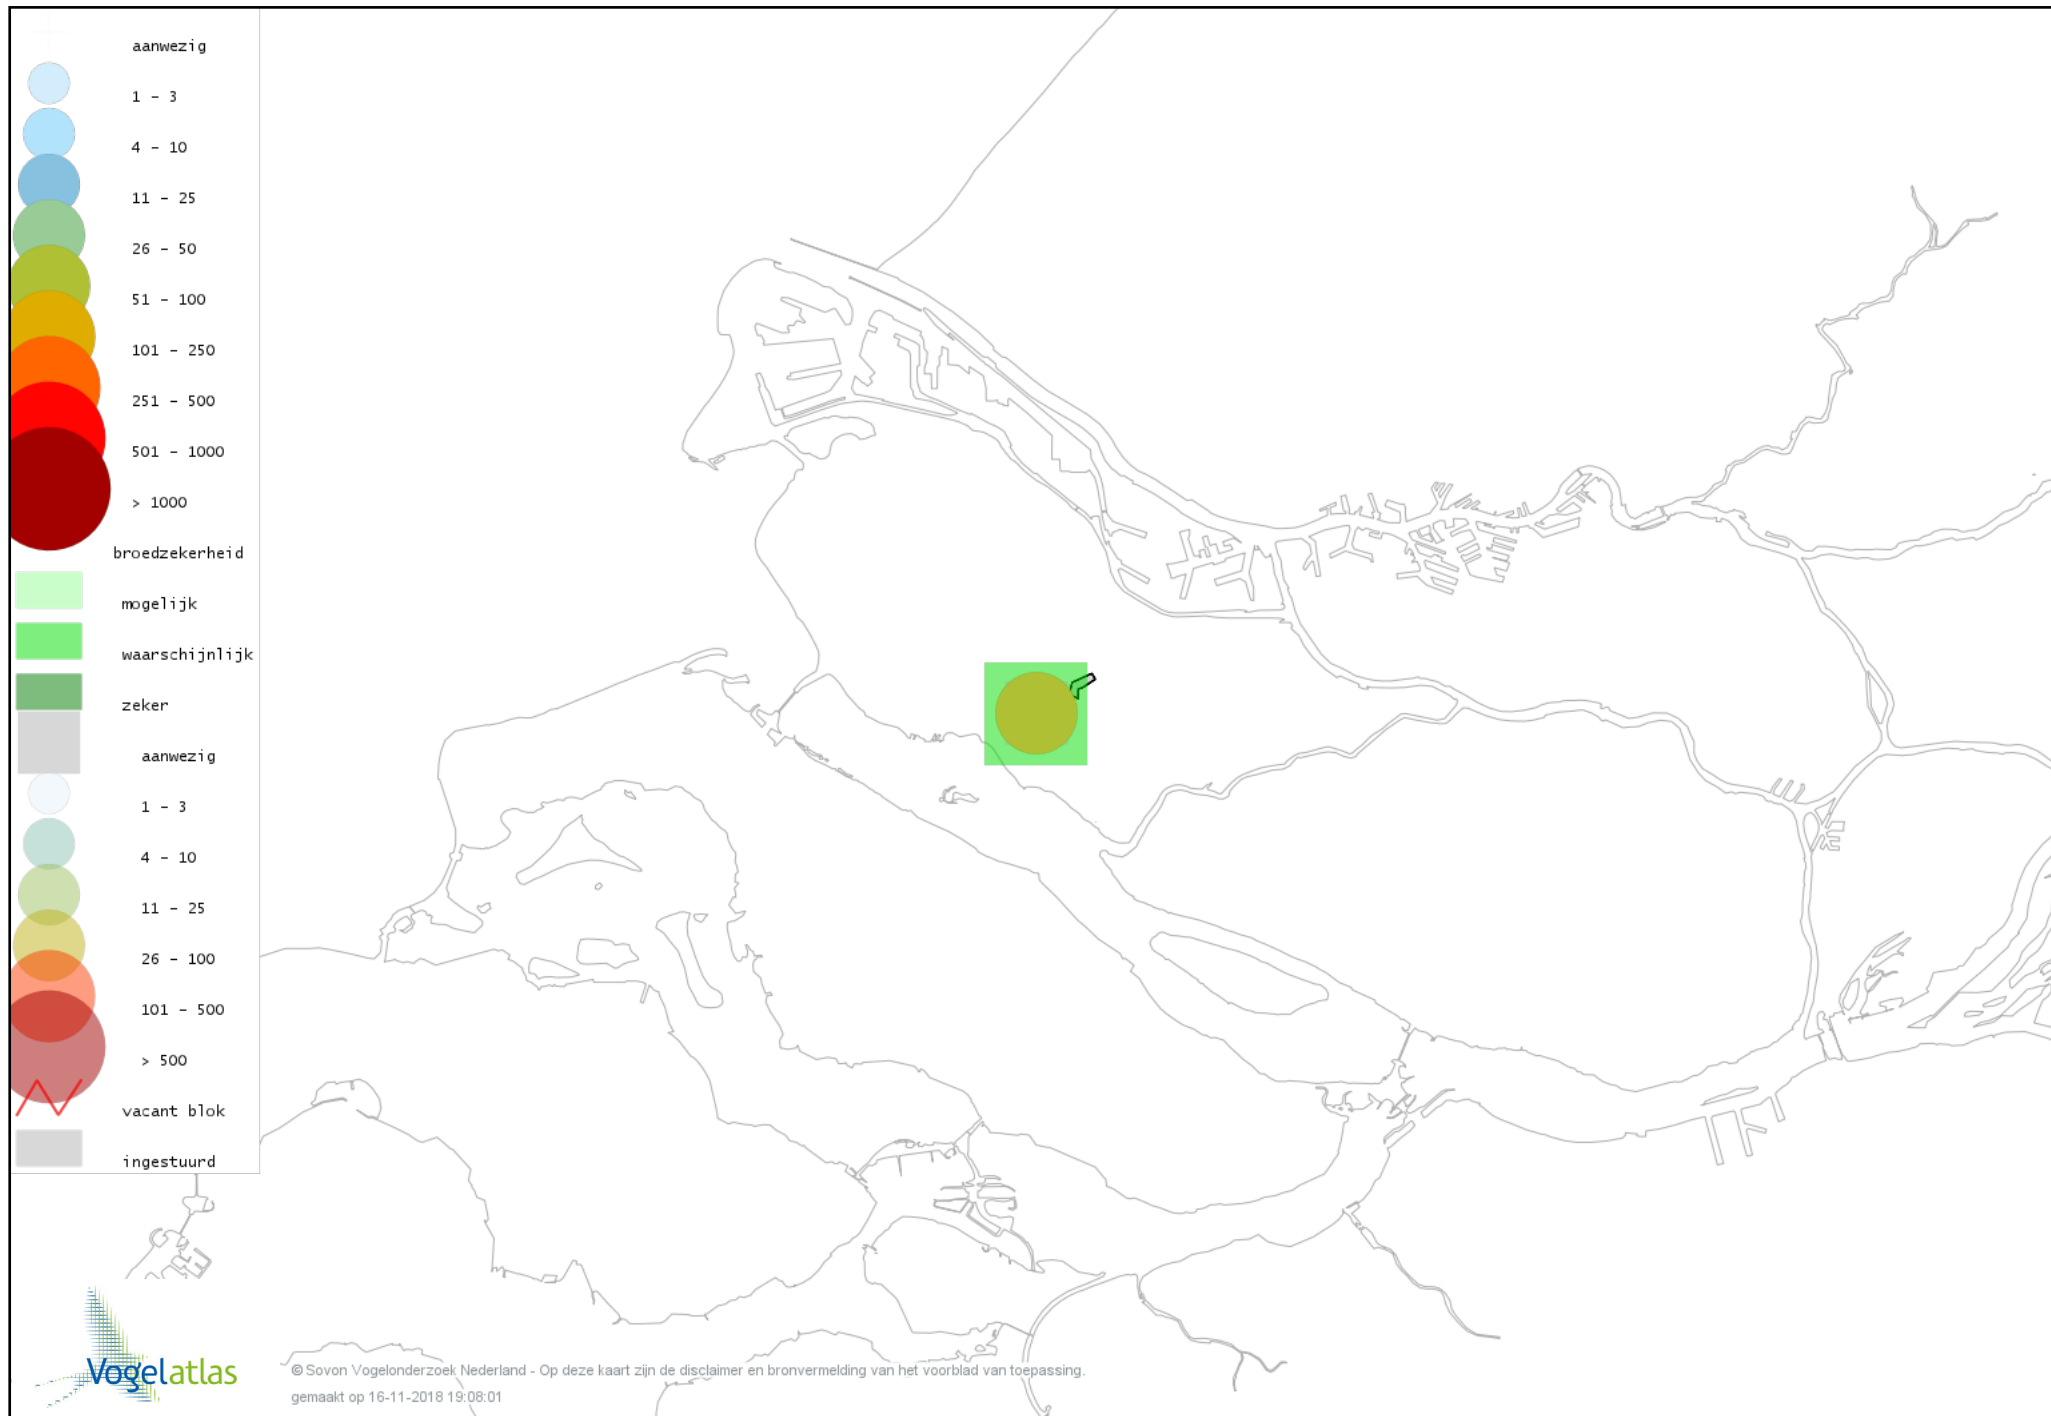 aanwezig
1 - 3
4 - 10
11 - 25
26 - 50
51 - 100
101 - 250
251 - 500
501 - 1000
> 1000
broedzekerheid
mogelijk
waarschijnlijk
zeker
aanwezig
1 - 3
4 - 10
11 - 25
26 - 100
101 - 500
> 500
vacant blok
ingestuurd
Vogelatlas
© Sovon Vogelonderzoek Nederland - Op deze kaart zijn de disclaimer en bronvermelding van het voorblad van toepassing.
gemaakt op 16-11-2018 19:08:01